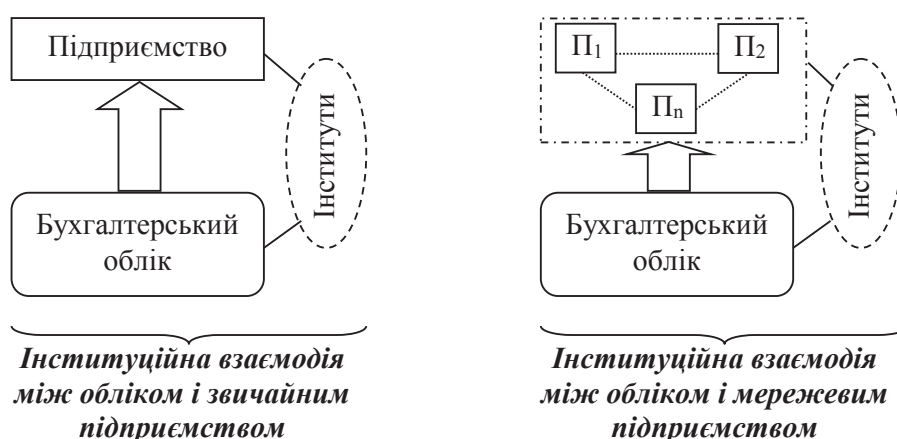 Підприємство
Інститути
Бухгалтерський
облік
Інституційна взаємодія
між обліком і звичайним
підприємством
П1
П2
Пn
Інститути
Бухгалтерський
облік
Інституційна взаємодія
між обліком і мережевим
підприємством